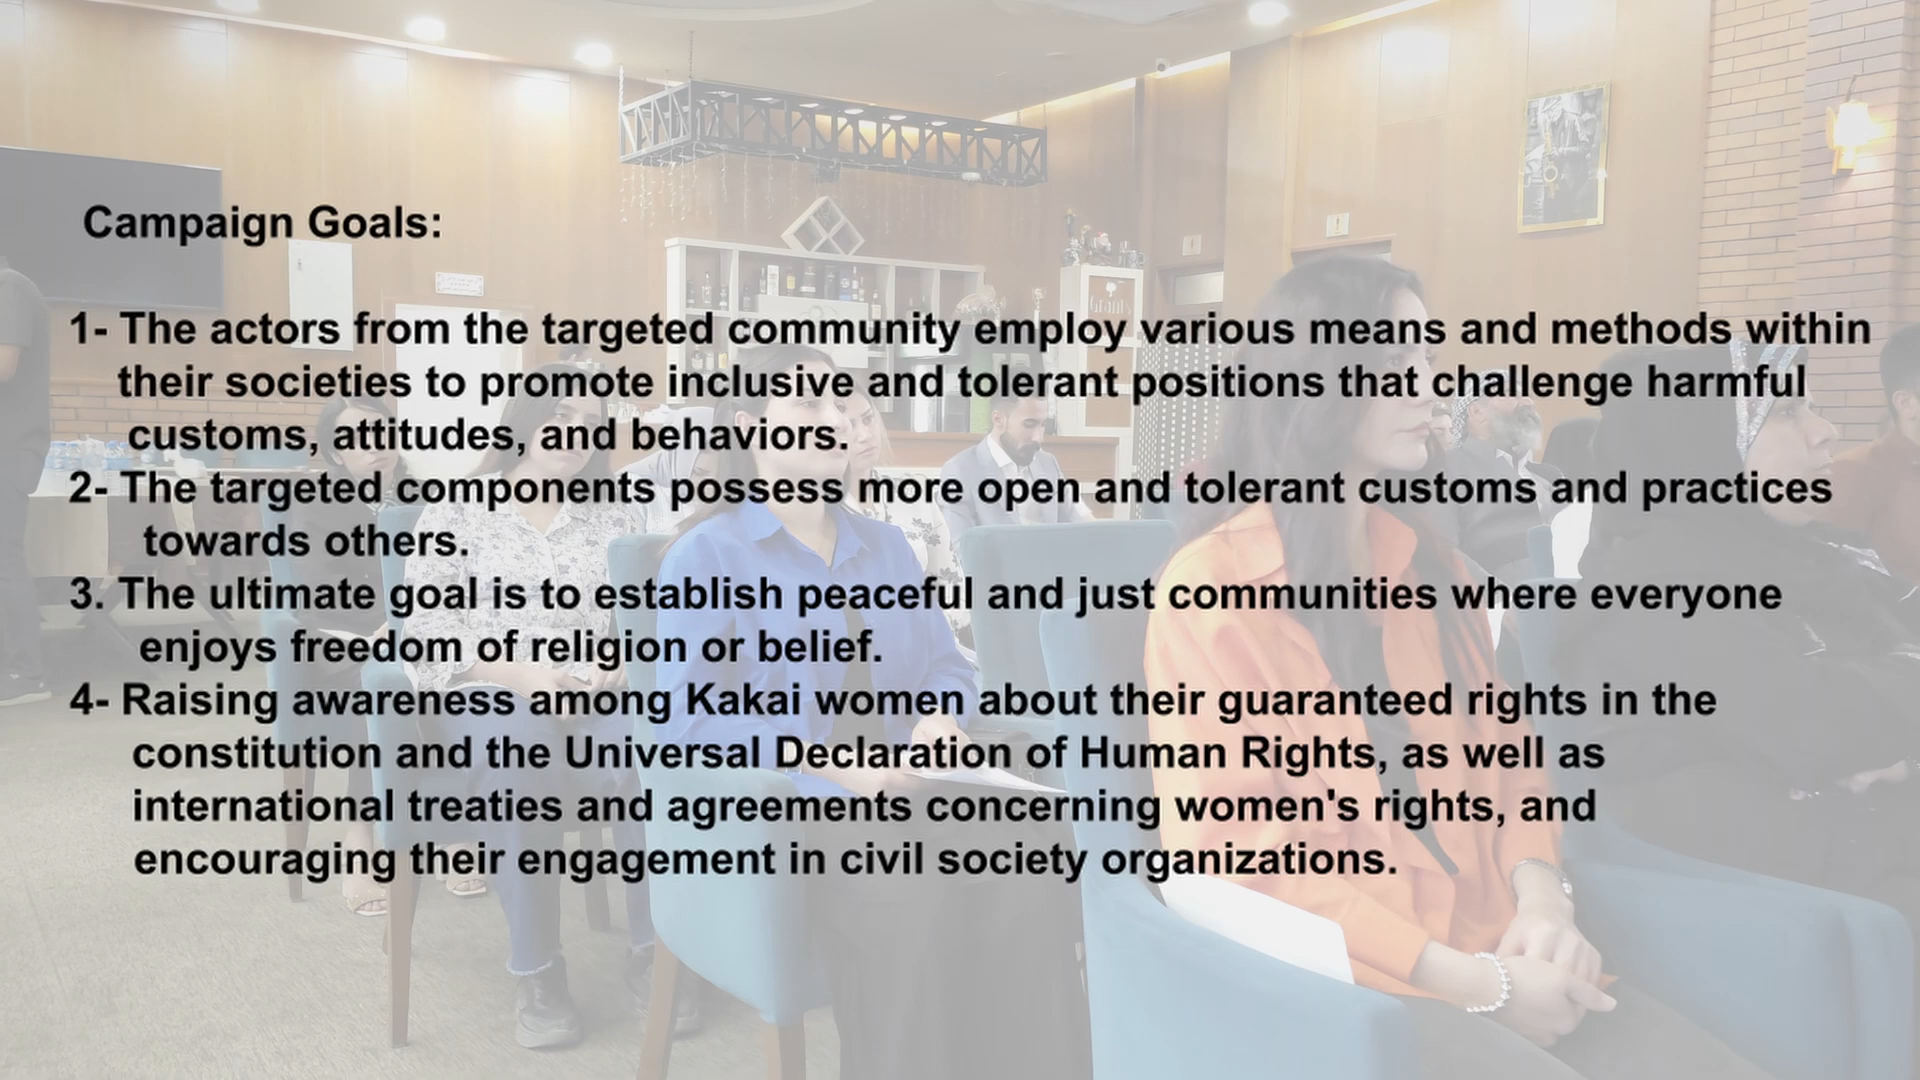 Campaign Goals:
1- The actors from the targeted community employ various means and methods within
their societies to promote inclusive and tolerant positions that challenge harmful
customs, attitudes, and behaviors.
2- The targeted components possess more open and tolerant customs and practices
towards others.
3. The ultimate goal is to establish peaceful and just communities where everyone
enjoys freedom of religion or belief.
4- Raising awareness among Kakai women about their guaranteed rights in the
constitution and the Universal Declaration of Human Rights, as well as
international treaties and agreements concerning women's rights, and
encouraging their engagement in civil society organizations.